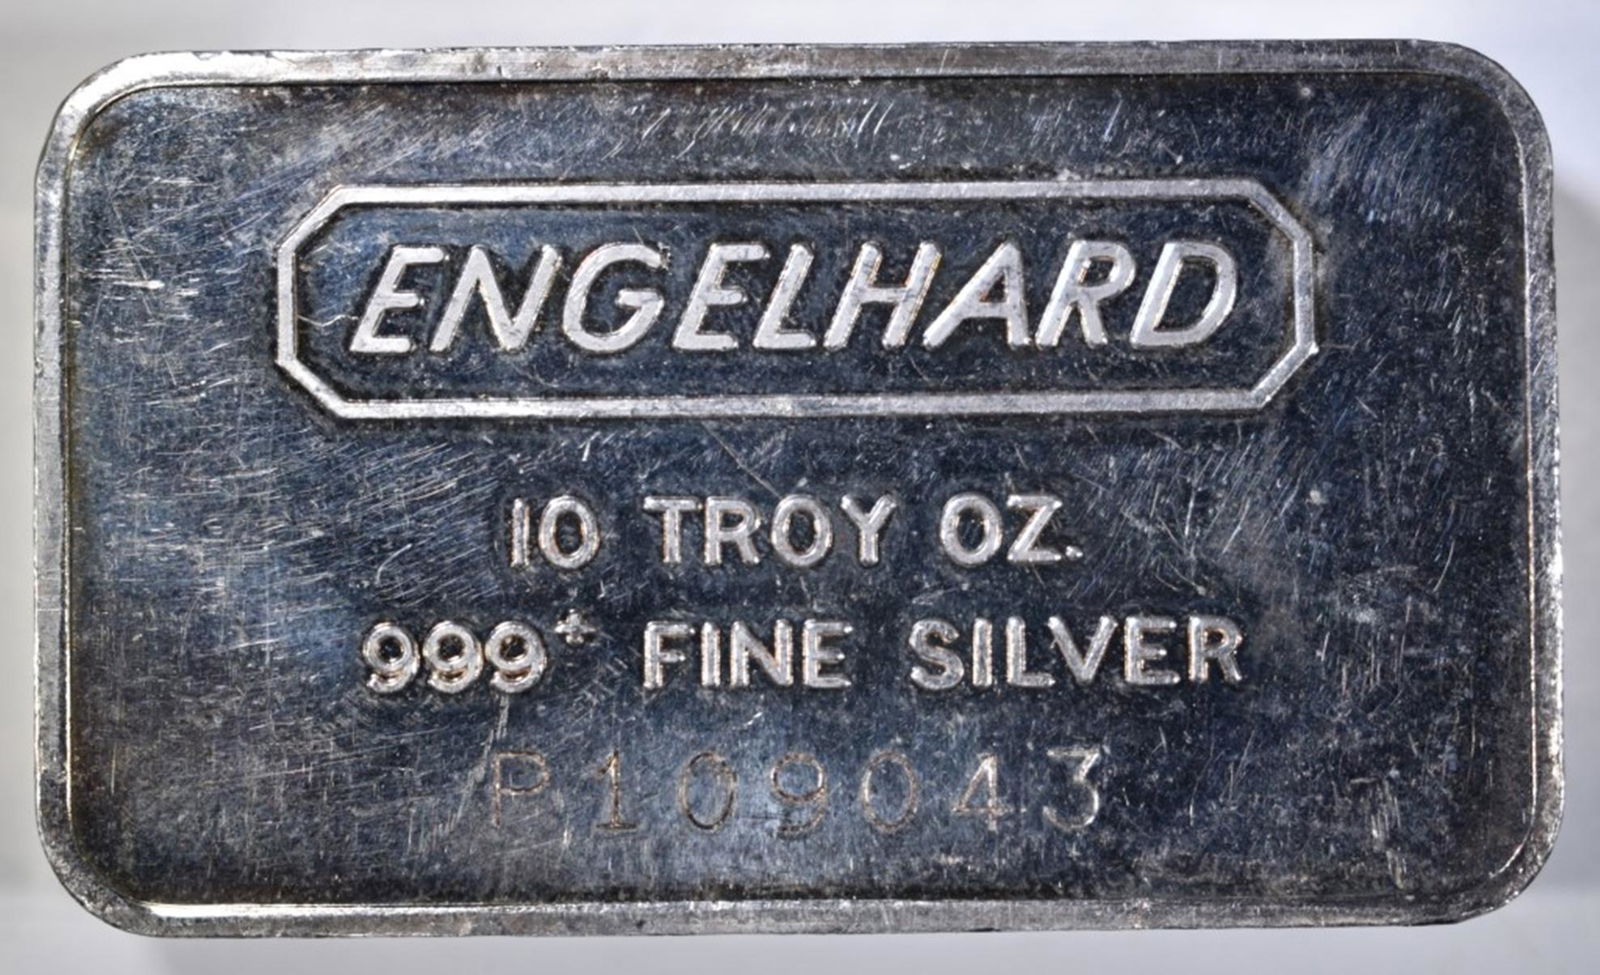 ENGELHARD
10 TROY OZ.
999+ FINE SILVER
P109043